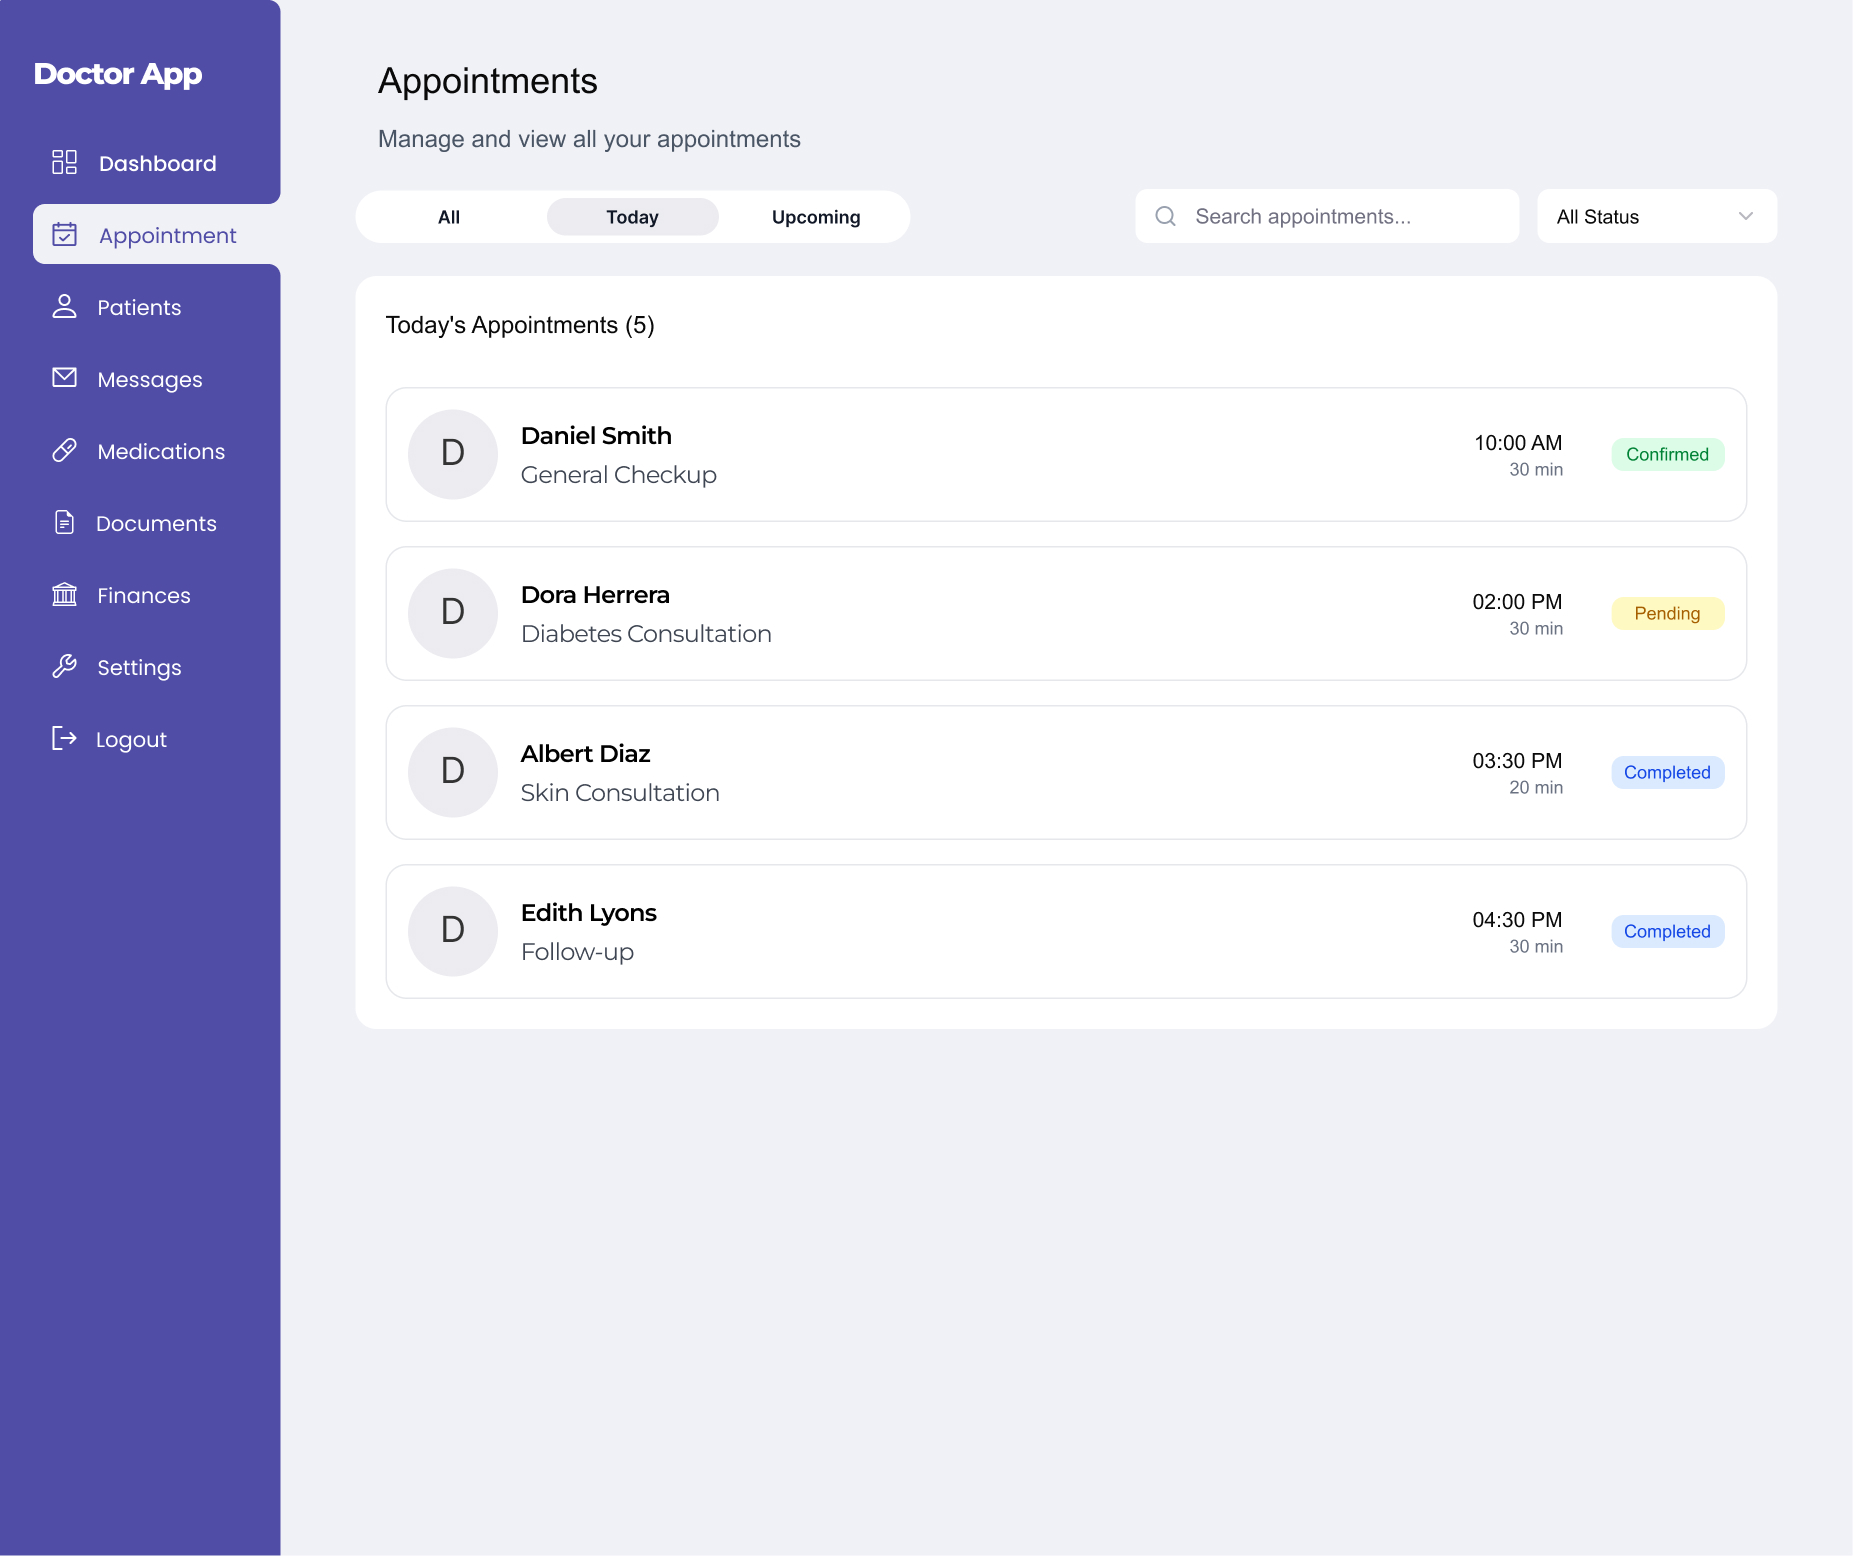 Doctor App
Dashboard
Appointment
Patients
Messages
Medications
Documents
Finances
Settings
Logout
Appointments
Manage and view all your appointments
All Today Upcoming
Search appointments...
All Status
Today's Appointments (5)
D
Daniel Smith
General Checkup
10:00 AM
30 min
Confirmed
D
Dora Herrera
Diabetes Consultation
02:00 PM
30 min
Pending
D
Albert Diaz
Skin Consultation
03:30 PM
20 min
Completed
D
Edith Lyons
Follow-up
04:30 PM
30 min
Completed